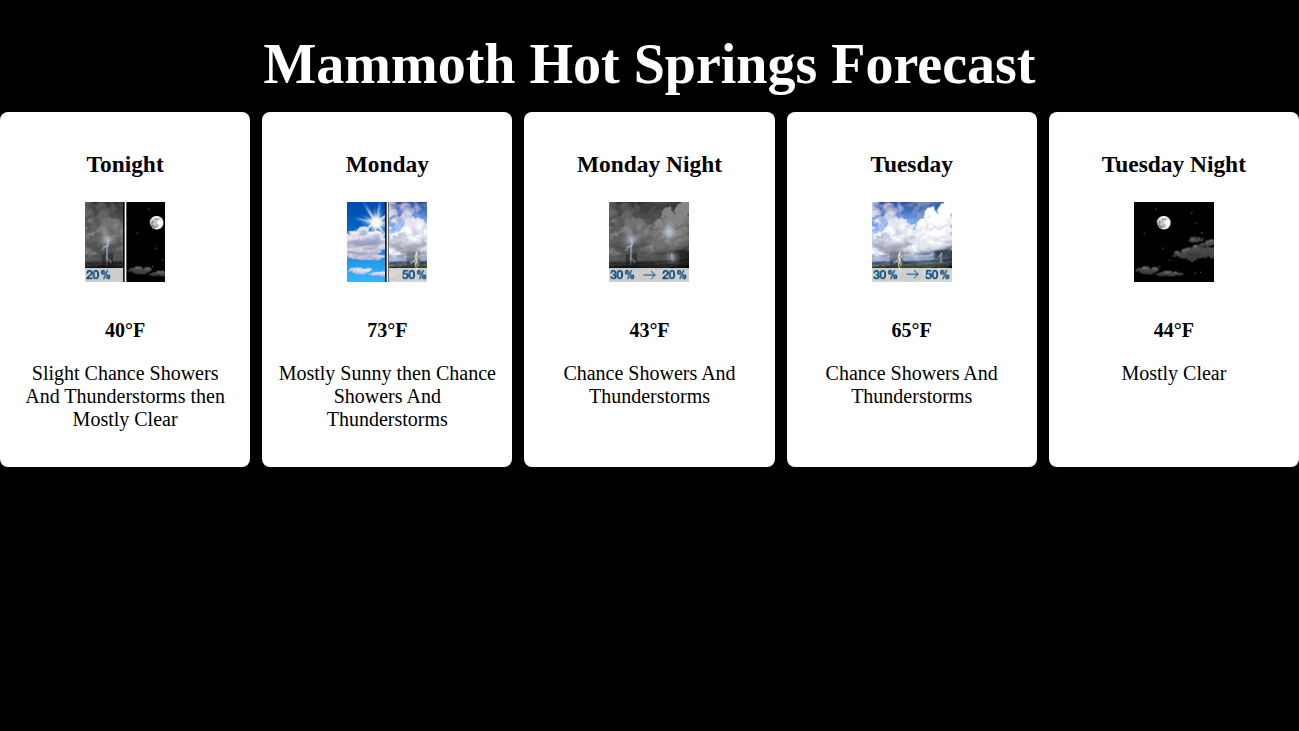 Mammoth Hot Springs Forecast
Tonight
20%
40°F
Slight Chance Showers
And Thunderstorms then
Mostly Clear
Monday
50%
73°F
Mostly Sunny then Chance
Showers And
Thunderstorms
Monday Night
30% → 20%
43°F
Chance Showers And
Thunderstorms
Tuesday
30% → 50%
65°F
Chance Showers And
Thunderstorms
Tuesday Night
44°F
Mostly Clear